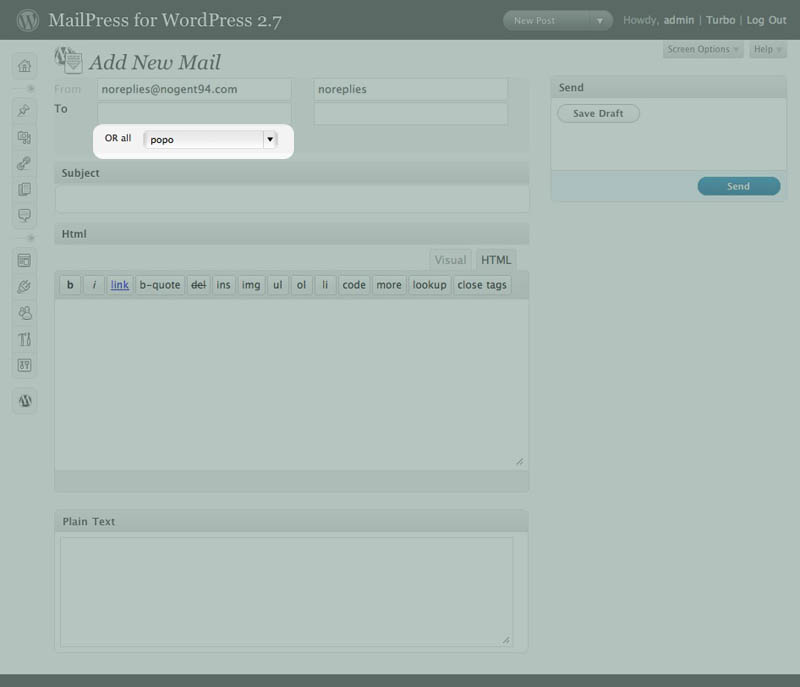 MailPress for WordPress 2.7
New Post
Howdy, admin | Turbo | Log Out
Screen Options
Help
Add New Mail
From
noreplies@nogent94.com
noreplies
To
OR all
popo
Subject
Html
Visual
HTML
b
i
link
b-quote
del
ins
img
ul
ol
li
code
more
lookup
close tags
Plain Text
Send
Save Draft
Send